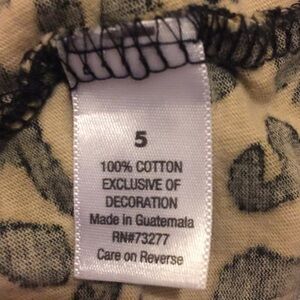 5
100% COTTON
EXCLUSIVE OF
DECORATION
Made in Guatemala
RN#73277
Care on Reverse